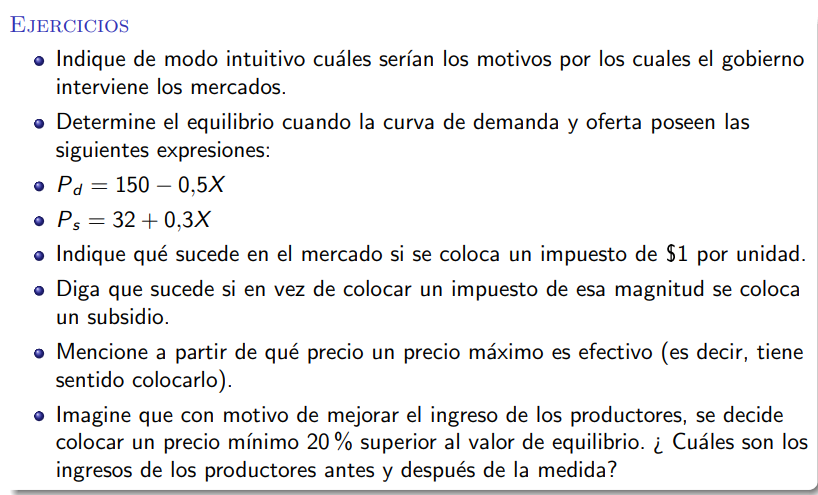 EJERCICIOS
Indique de modo intuitivo cuáles serían los motivos por los cuales el gobierno
interviene los mercados.
Determine el equilibrio cuando la curva de demanda y oferta poseen las
siguientes expresiones:
P_d = 150 − 0,5X
P_s = 32 + 0,3X
Indique qué sucede en el mercado si se coloca un impuesto de $1 por unidad.
Diga que sucede si en vez de colocar un impuesto de esa magnitud se coloca
un subsidio.
Mencione a partir de qué precio un precio máximo es efectivo (es decir, tiene
sentido colocarlo).
Imagine que con motivo de mejorar el ingreso de los productores, se decide
colocar un precio mínimo 20 % superior al valor de equilibrio. ¿ Cuáles son los
ingresos de los productores antes y después de la medida?